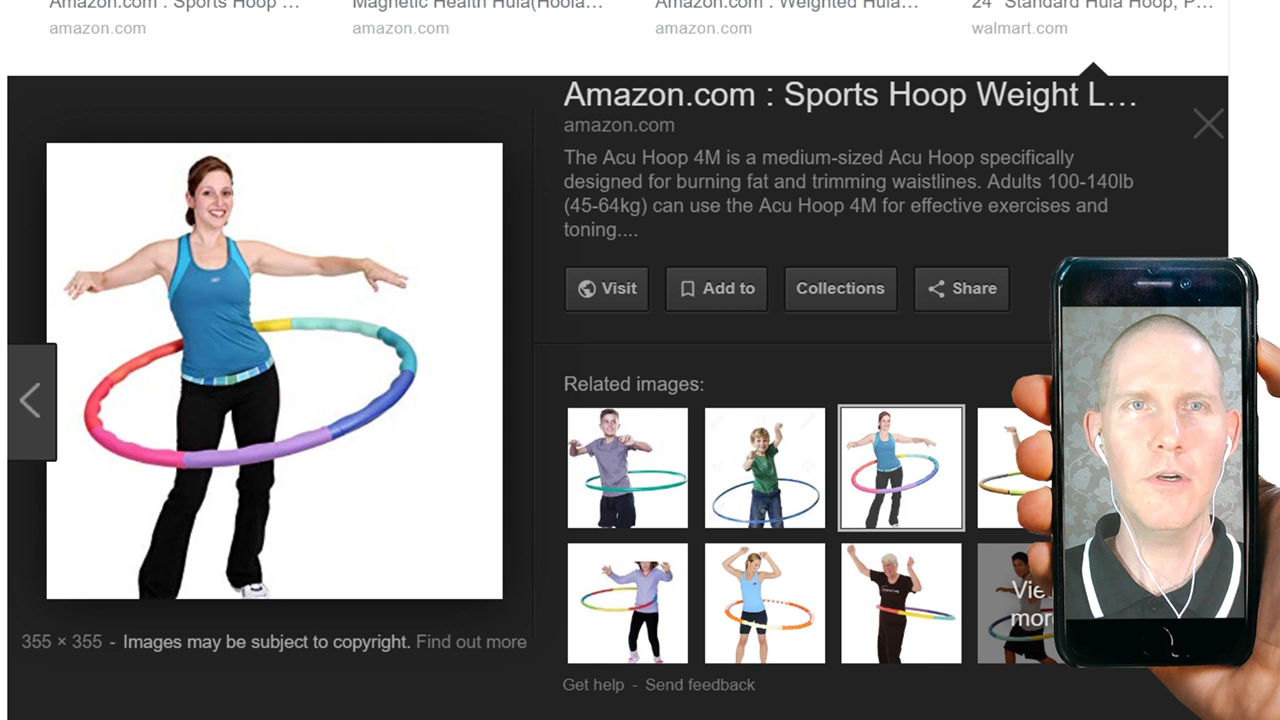 Amazon.com : Sports Hoop ...
Magnetic Health Hula(Hoola...
Amazon.com : Weighted Hula...
24" Standard Hula Hoop, P...
amazon.com
amazon.com
amazon.com
walmart.com
Amazon.com : Sports Hoop Weight L...
amazon.com
The Acu Hoop 4M is a medium-sized Acu Hoop specifically
designed for burning fat and trimming waistlines. Adults 100-140lb
(45-64kg) can use the Acu Hoop 4M for effective exercises and
toning....
Visit
Add to
Collections
Share
Related images:
Vie
mor
355 × 355 - Images may be subject to copyright. Find out more
Get help - Send feedback